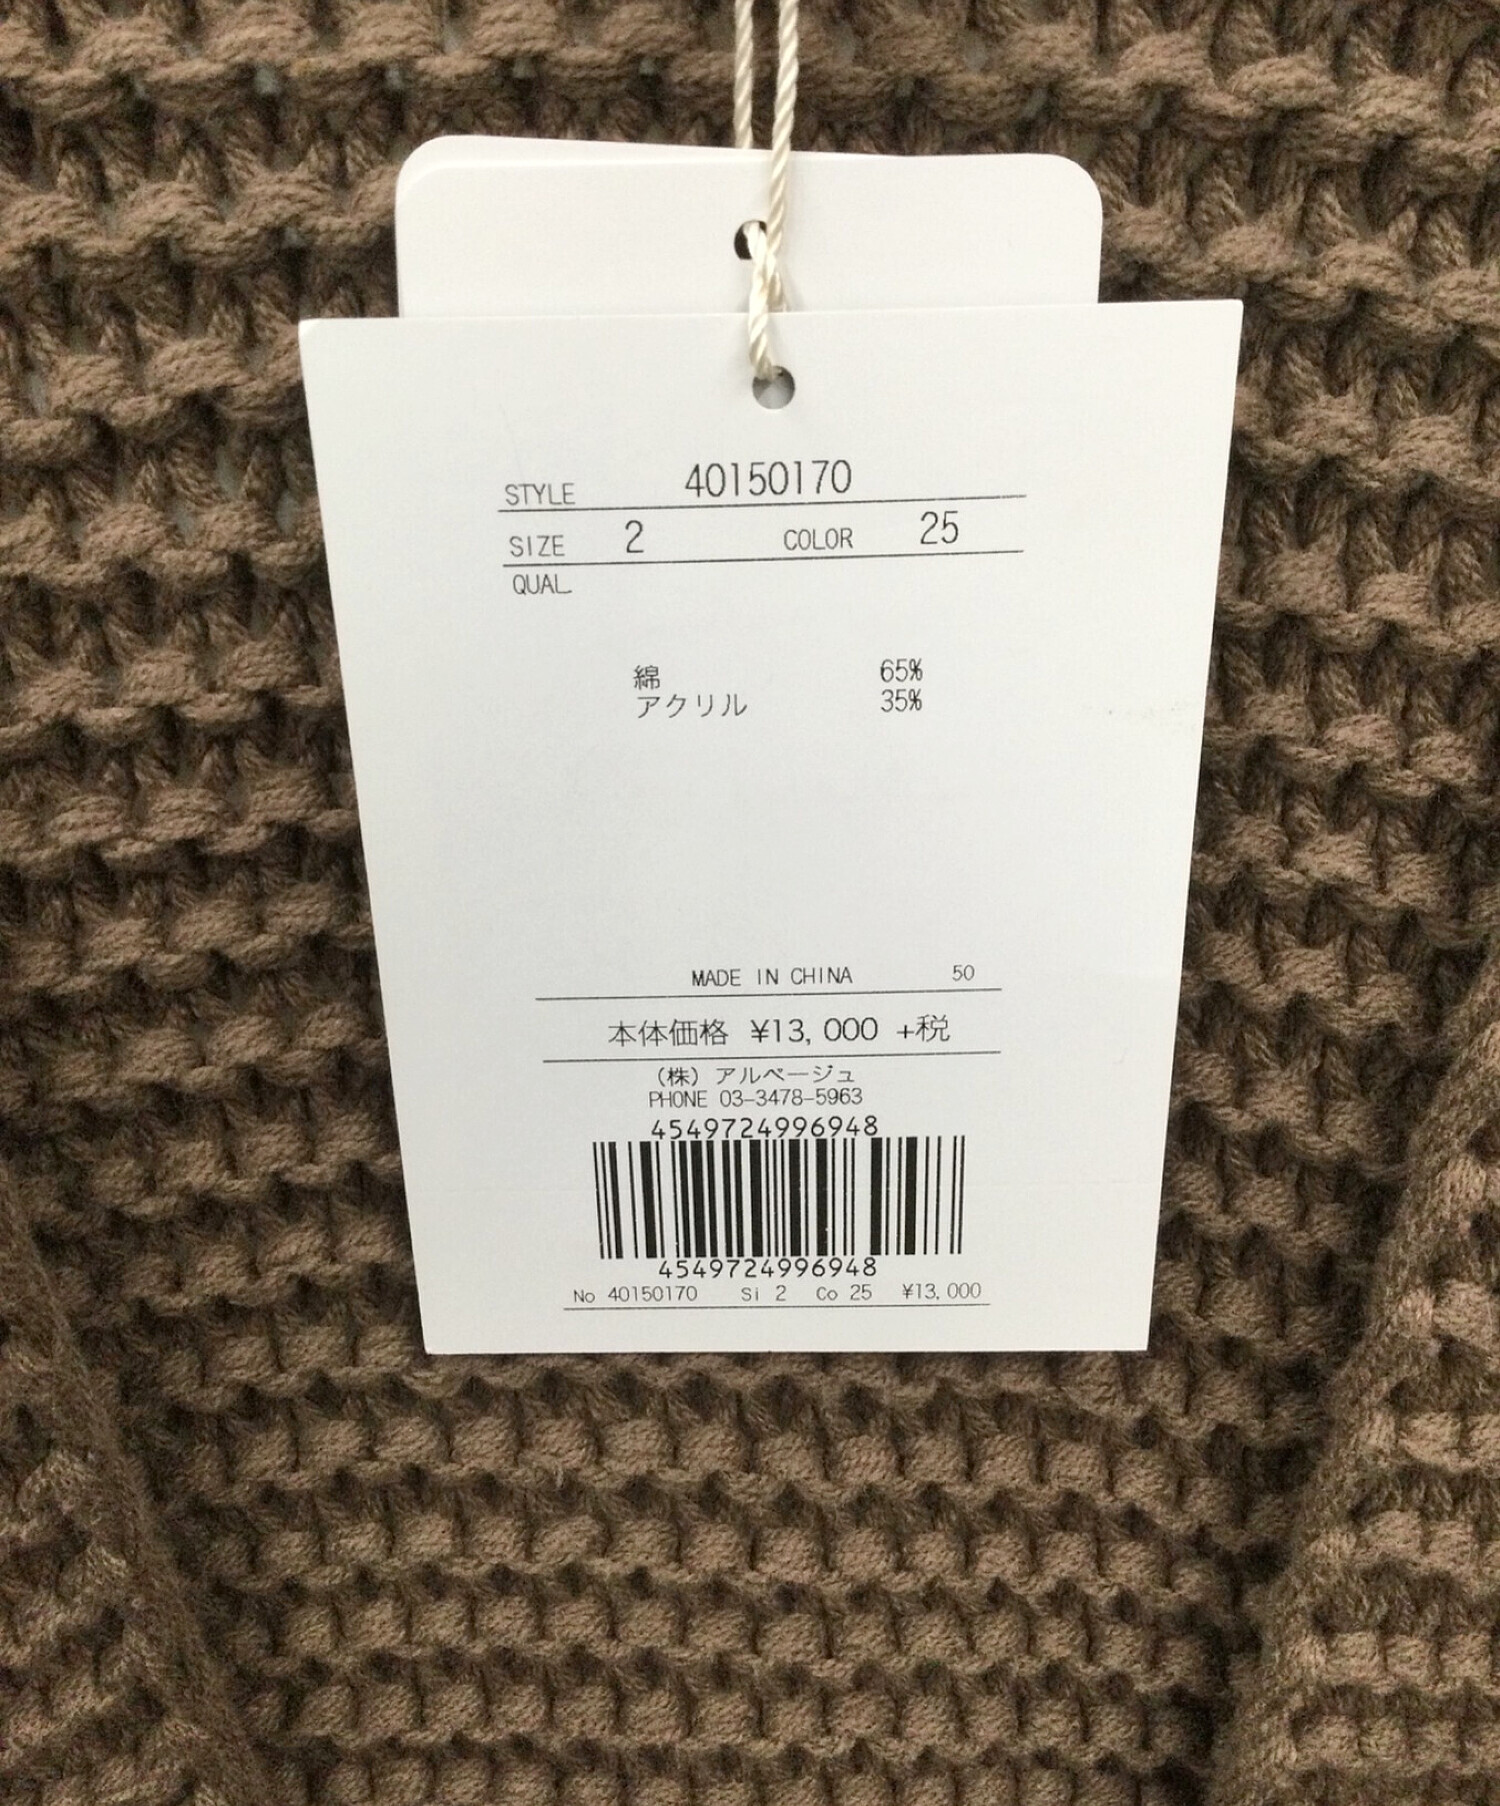 STYLE 40150170
SIZE 2 COLOR 25
QUAL
綿 65%
アクリル 35%
MADE IN CHINA 50
本体価格 ¥13,000 +税
(株) アルページュ
PHONE 03-3478-5963
4549724996948
4549724996948
No 40150170 Si 2 Co 25 ¥13,000